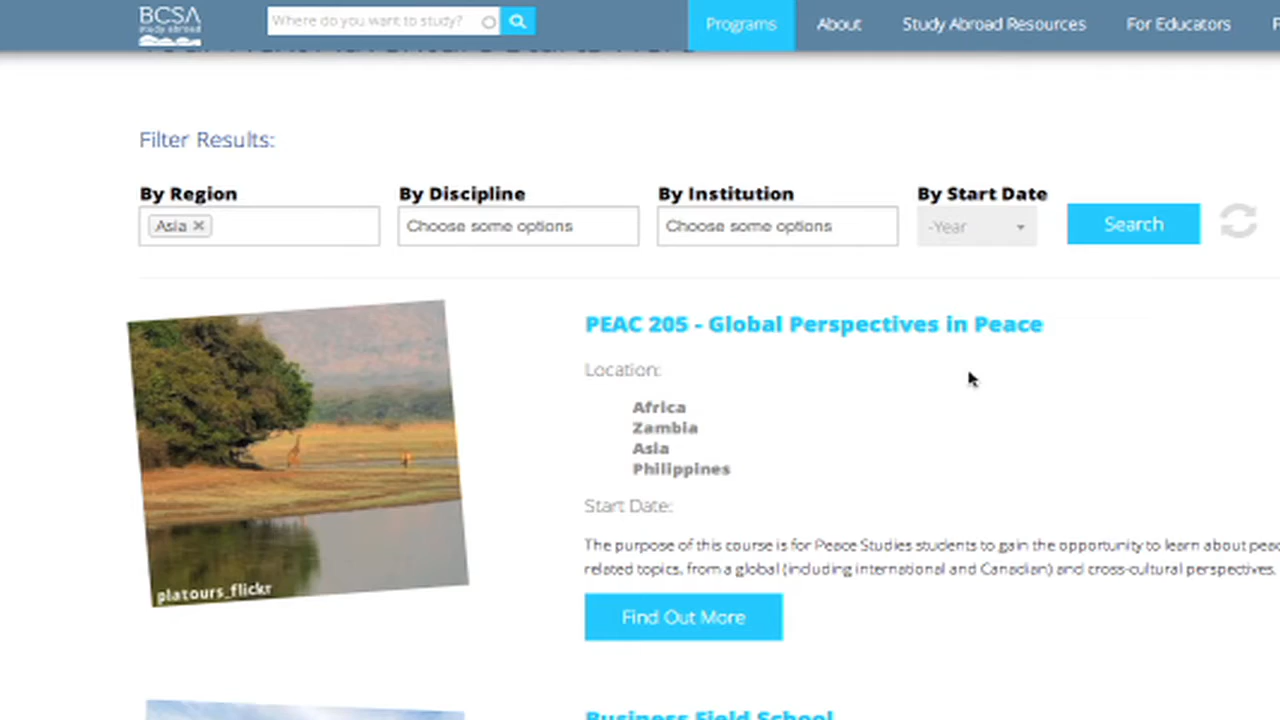 BCSA
study abroad
Where do you want to study?
Programs
About
Study Abroad Resources
For Educators
Filter Results:
By Region
By Discipline
By Institution
By Start Date
Asia ✕
Choose some options
Choose some options
-Year
Search
PEAC 205 - Global Perspectives in Peace
Location:
Africa
Zambia
Asia
Philippines
Start Date:
The purpose of this course is for Peace Studies students to gain the opportunity to learn about peac
related topics, from a global (including international and Canadian) and cross-cultural perspectives.
platours_flickr
Find Out More
Business Field School